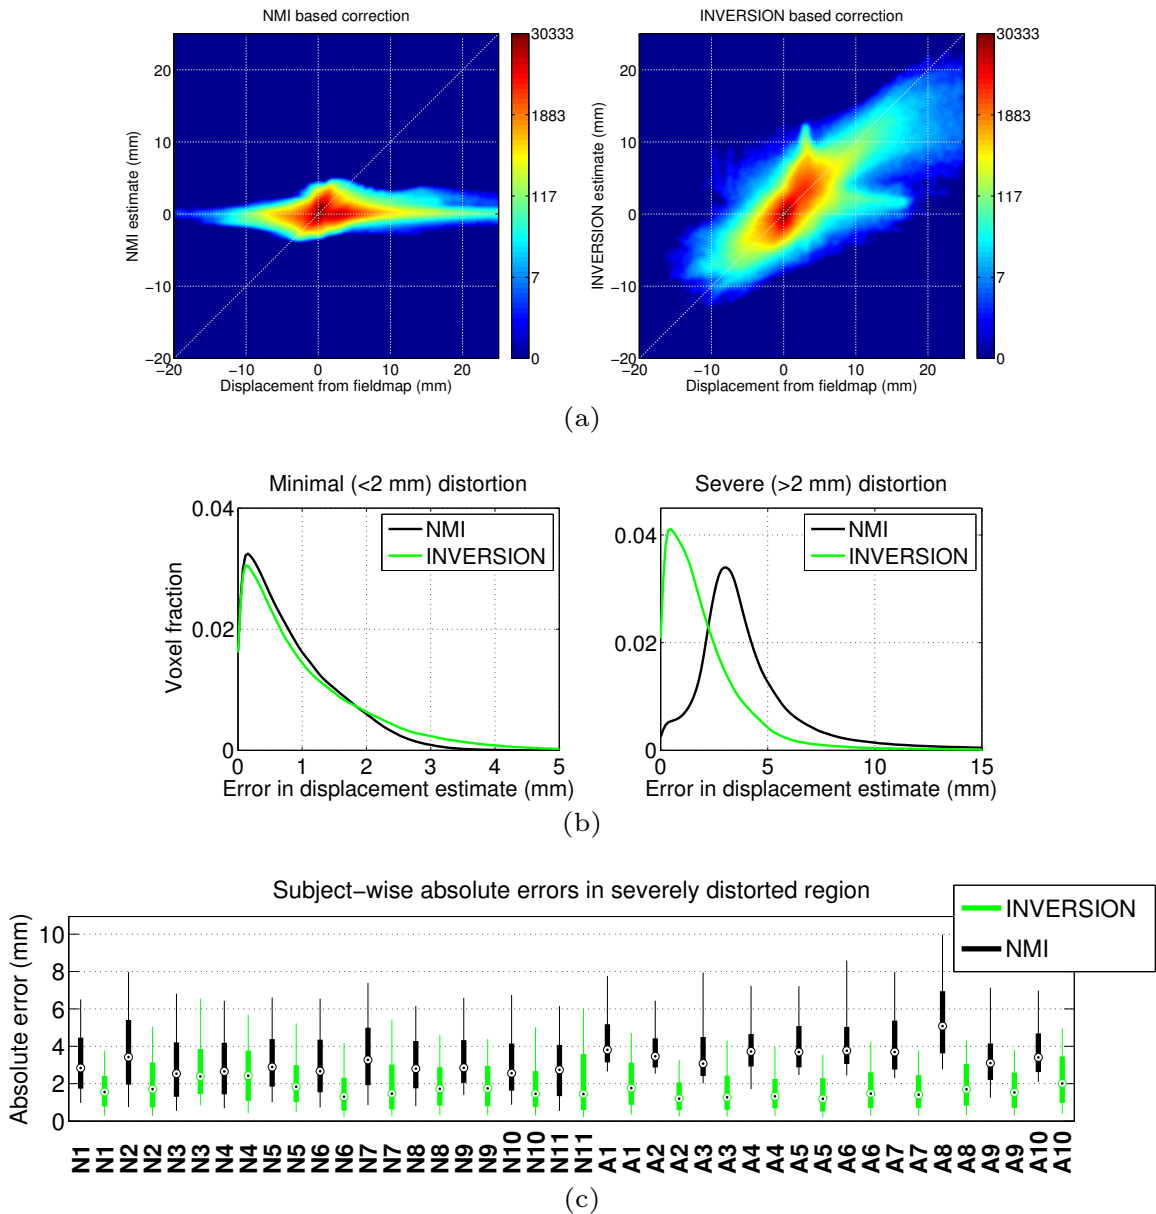 NMI based correction
INVERSION based correction
NMI estimate (mm)
20
10
0
−10
−20
−20 −10 0 10 20
Displacement from fieldmap (mm)
30333
1883
117
7
0
INVERSION estimate (mm)
20
10
0
−10
−20
−20 −10 0 10 20
Displacement from fieldmap (mm)
30333
1883
117
7
0
(a)
Minimal (<2 mm) distortion
Voxel fraction
0.04
0.02
0
NMI
INVERSION
0 1 2 3 4 5
Error in displacement estimate (mm)
Severe (>2 mm) distortion
0.04
0.02
0
NMI
INVERSION
0 5 10 15
Error in displacement estimate (mm)
(b)
Subject−wise absolute errors in severely distorted region
INVERSION
NMI
Absolute error (mm)
10
8
6
4
2
0
N1 N1 N2 N2 N3 N3 N4 N4 N5 N5 N6 N6 N7 N7 N8 N8 N9 N9 N10 N10 N11 N11 A1 A1 A2 A2 A3 A3 A4 A4 A5 A5 A6 A6 A7 A7 A8 A8 A9 A9 A10 A10
(c)